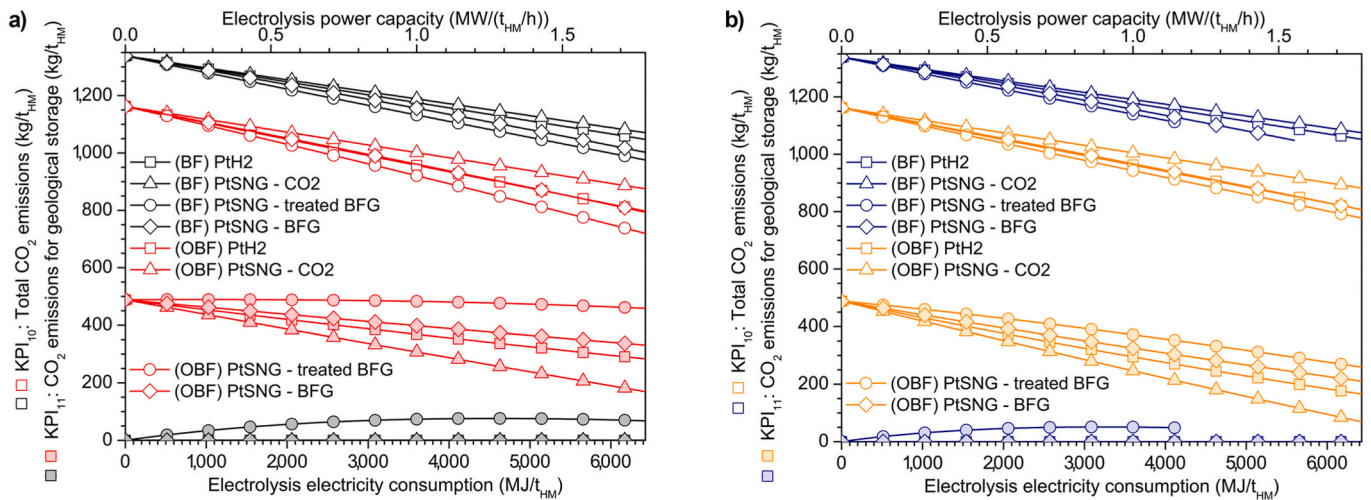 a)
Electrolysis power capacity (MW/(tHM/h))
0.0 0.5 1.0 1.5
KPI10: Total CO2 emissions (kg/tHM)
KPI11: CO2 emissions for geological storage (kg/tHM)
1,200
1,000
800
600
400
200
0
(BF) PtH2
(BF) PtSNG - CO2
(BF) PtSNG - treated BFG
(BF) PtSNG - BFG
(OBF) PtH2
(OBF) PtSNG - CO2
(OBF) PtSNG - treated BFG
(OBF) PtSNG - BFG
0 1,000 2,000 3,000 4,000 5,000 6,000
Electrolysis electricity consumption (MJ/tHM)
b)
Electrolysis power capacity (MW/(tHM/h))
0.0 0.5 1.0 1.5
KPI10: Total CO2 emissions (kg/tHM)
KPI11: CO2 emissions for geological storage (kg/tHM)
1,200
1,000
800
600
400
200
0
(BF) PtH2
(BF) PtSNG - CO2
(BF) PtSNG - treated BFG
(BF) PtSNG - BFG
(OBF) PtH2
(OBF) PtSNG - CO2
(OBF) PtSNG - treated BFG
(OBF) PtSNG - BFG
0 1,000 2,000 3,000 4,000 5,000 6,000
Electrolysis electricity consumption (MJ/tHM)